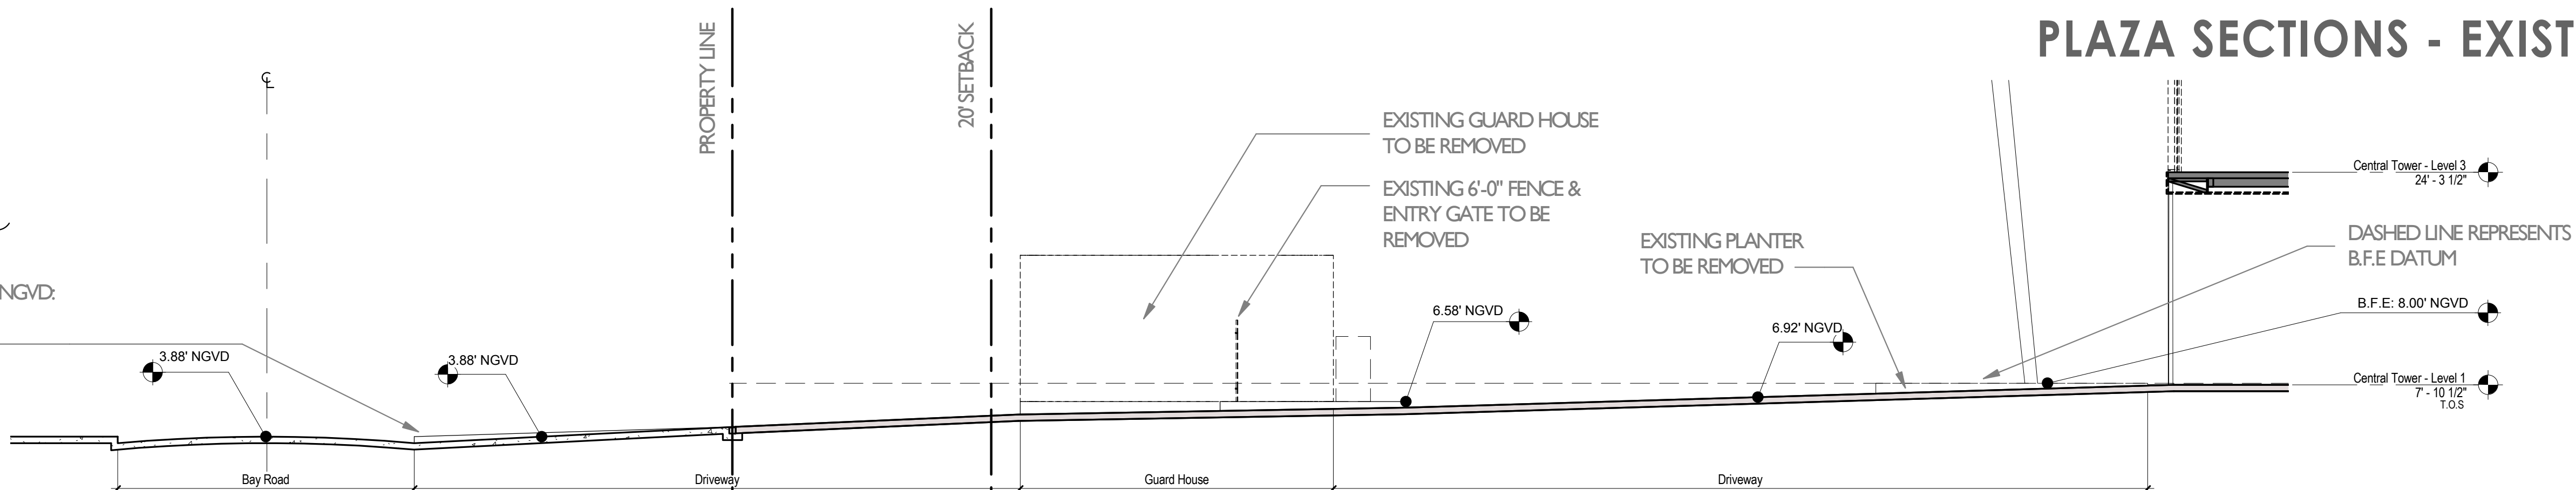 PLAZA SECTIONS - EXIST
PROPERTY LINE
20' SETBACK
EXISTING GUARD HOUSE
TO BE REMOVED
EXISTING 6'-0" FENCE &
ENTRY GATE TO BE
REMOVED
EXISTING PLANTER
TO BE REMOVED
Central Tower - Level 3
24' - 3 1/2"
DASHED LINE REPRESENTS
B.F.E DATUM
NGVD:
B.F.E: 8.00' NGVD
3.88' NGVD
3.88' NGVD
6.58' NGVD
6.92' NGVD
Central Tower - Level 1
7' - 10 1/2"
T.O.S
Bay Road
Driveway
Guard House
Driveway